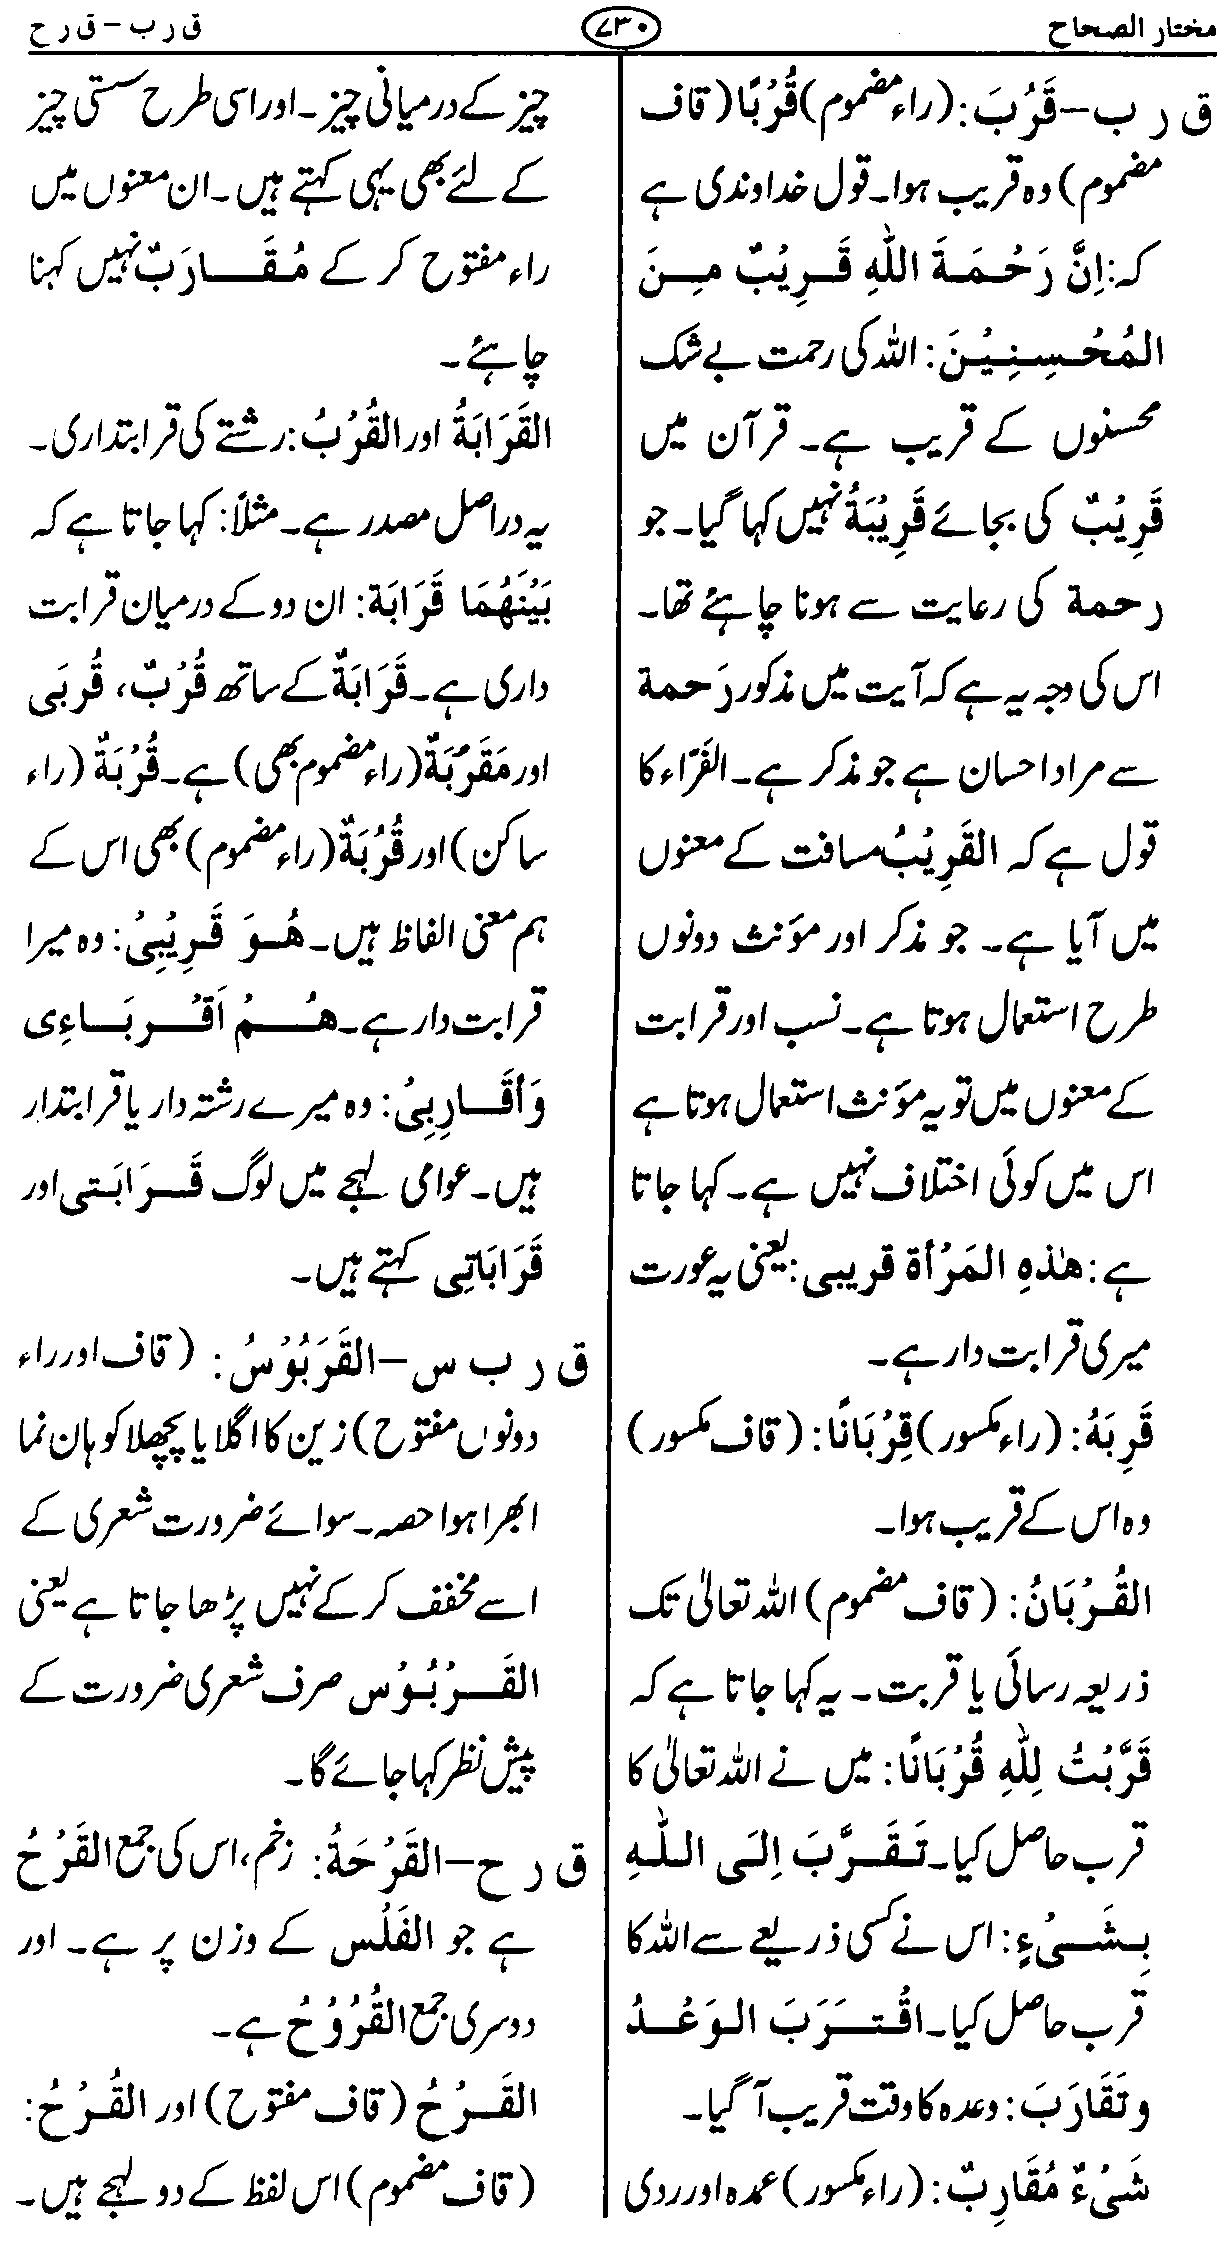 مختار الصحاح
۷۳۰
ق ر ب – ق ر ح
ق ر ب – قَرُبَ: (راء مضموم) قُرْبًا (قاف
مضموم) وہ قریب ہوا۔ قول خداوندی ہے
کہ: اِنَّ رَحْمَةَ اللّٰهِ قَرِيْبٌ مِنَ
المُحْسِنِيْنَ: اللہ کی رحمت بے شک
محسنوں کے قریب ہے۔ قرآن میں
قَرِيْبٌ کی بجائے قَرِيْبَةٌ نہیں کہا گیا۔ جو
رحمة کی رعایت سے ہونا چاہئے تھا۔
اس کی وجہ یہ ہے کہ آیت میں مذکور رَحمة
سے مراد احسان ہے جو مذکر ہے۔ الفَرّاء کا
قول ہے کہ القَرِيْبُ مسافت کے معنوں
میں آیا ہے۔ جو مذکر اور مؤنث دونوں
طرح استعمال ہوتا ہے۔ نسب اور قرابت
کے معنوں میں تو یہ مؤنث استعمال ہوتا ہے
اس میں کوئی اختلاف نہیں ہے۔ کہا جاتا
ہے: هٰذِهِ المَرْأة قريبى: یعنی یہ عورت
میری قرابت دار ہے۔
قَرِبَهُ: (راء مکسور) قِرْبَانًا: (قاف مکسور)
وہ اس کے قریب ہوا۔
القُرْبَانُ: (قاف مضموم) اللہ تعالیٰ تک
ذریعہ رسائی یا قربت۔ یہ کہا جاتا ہے کہ
قَرَّبْتُ لِلّٰهِ قُرْبَانًا: میں نے اللہ تعالیٰ کا
قرب حاصل کیا۔ تَقَرَّبَ اِلَى اللّٰهِ
بِشَىْءٍ: اس نے کسی ذریعے سے اللہ کا
قرب حاصل کیا۔ اقْتَرَبَ الوَعْدُ
وتَقَارَبَ: وعدہ کا وقت قریب آ گیا۔
شَىْءٌ مُقَارِبٌ: (راء مکسور) عمدہ اور ردی
چیز کے درمیانی چیز۔ اور اسی طرح سستی چیز
کے لئے بھی یہی کہتے ہیں۔ ان معنوں میں
راء مفتوح کر کے مُقَارَبٌ نہیں کہنا
چاہئے۔
القَرَابَةُ اور القُرْبُ: رشتے کی قرابتداری۔
یہ دراصل مصدر ہے۔ مثلًا: کہا جاتا ہے کہ
بَيْنَهُمَا قَرَابَة: ان دو کے درمیان قرابت
داری ہے۔ قَرَابَةٌ کے ساتھ قُرْبٌ، قُربَى
اور مَقْرَبَةٌ (راء مضموم بھی) ہے۔ قُرْبَةٌ (راء
ساکن) اور قُرُبَةٌ (راء مضموم) بھی اس کے
ہم معنی الفاظ ہیں۔ هُوَ قَرِيْبِىْ: وہ میرا
قرابت دار ہے۔ هُمْ اَقْرِبَاءِى
وَأقَارِبِىْ: وہ میرے رشتہ دار یا قرابتدار
ہیں۔ عوامی لہجے میں لوگ قَرَابَتى اور
قَرَابَاتِى کہتے ہیں۔
ق ر ب س – القَرَبُوْسُ: (قاف اور راء
دونوں مفتوح) زین کا اگلا یا پچھلا کوہان نما
ابھرا ہوا حصہ۔ سوائے ضرورت شعری کے
اسے مخفف کر کے نہیں پڑھا جاتا ہے یعنی
القَرْبُوْس صرف شعری ضرورت کے
پیش نظر کہا جائے گا۔
ق ر ح – القَرْحَةُ: زخم، اس کی جمع القَرْحُ
ہے جو الفَلْس کے وزن پر ہے۔ اور
دوسری جمع القُرُوْحُ ہے۔
القَرْحُ (قاف مفتوح) اور القُرْحُ:
(قاف مضموم) اس لفظ کے دو لہجے ہیں۔